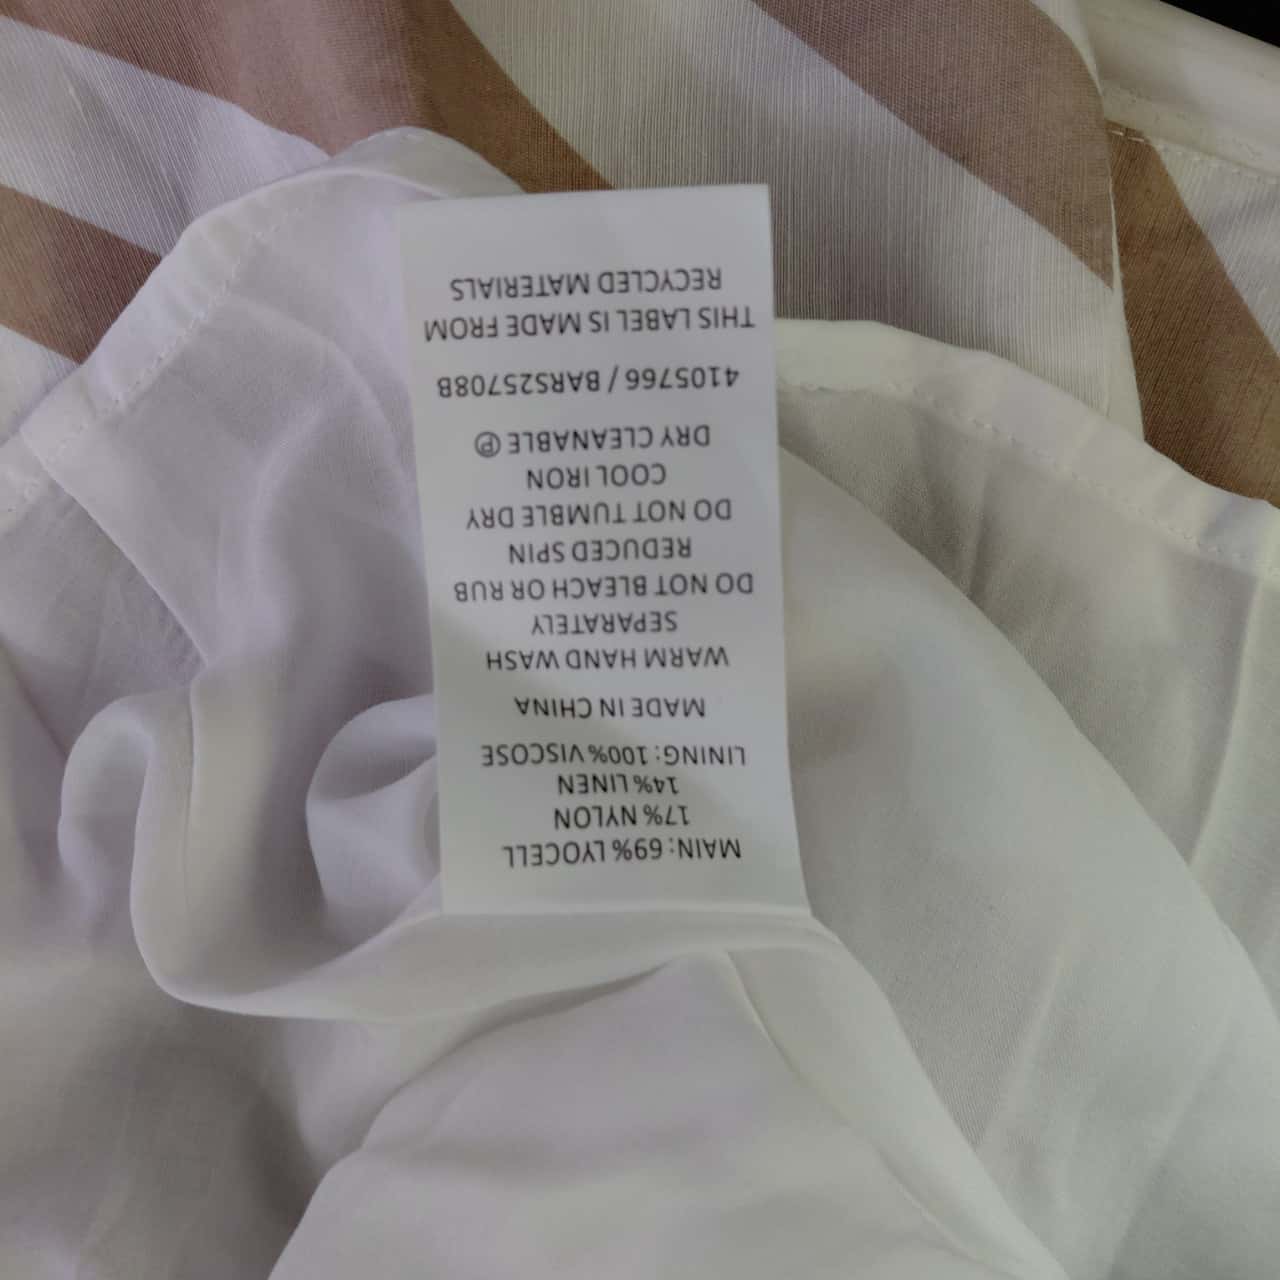 MAIN: 69% LYOCELL
17% NYLON
14% LINEN
LINING: 100% VISCOSE
MADE IN CHINA
WARM HAND WASH
SEPARATELY
DO NOT BLEACH OR RUB
REDUCED SPIN
DO NOT TUMBLE DRY
COOL IRON
DRY CLEANABLE Ⓟ
4105766 / BARS25708B
THIS LABEL IS MADE FROM
RECYCLED MATERIALS